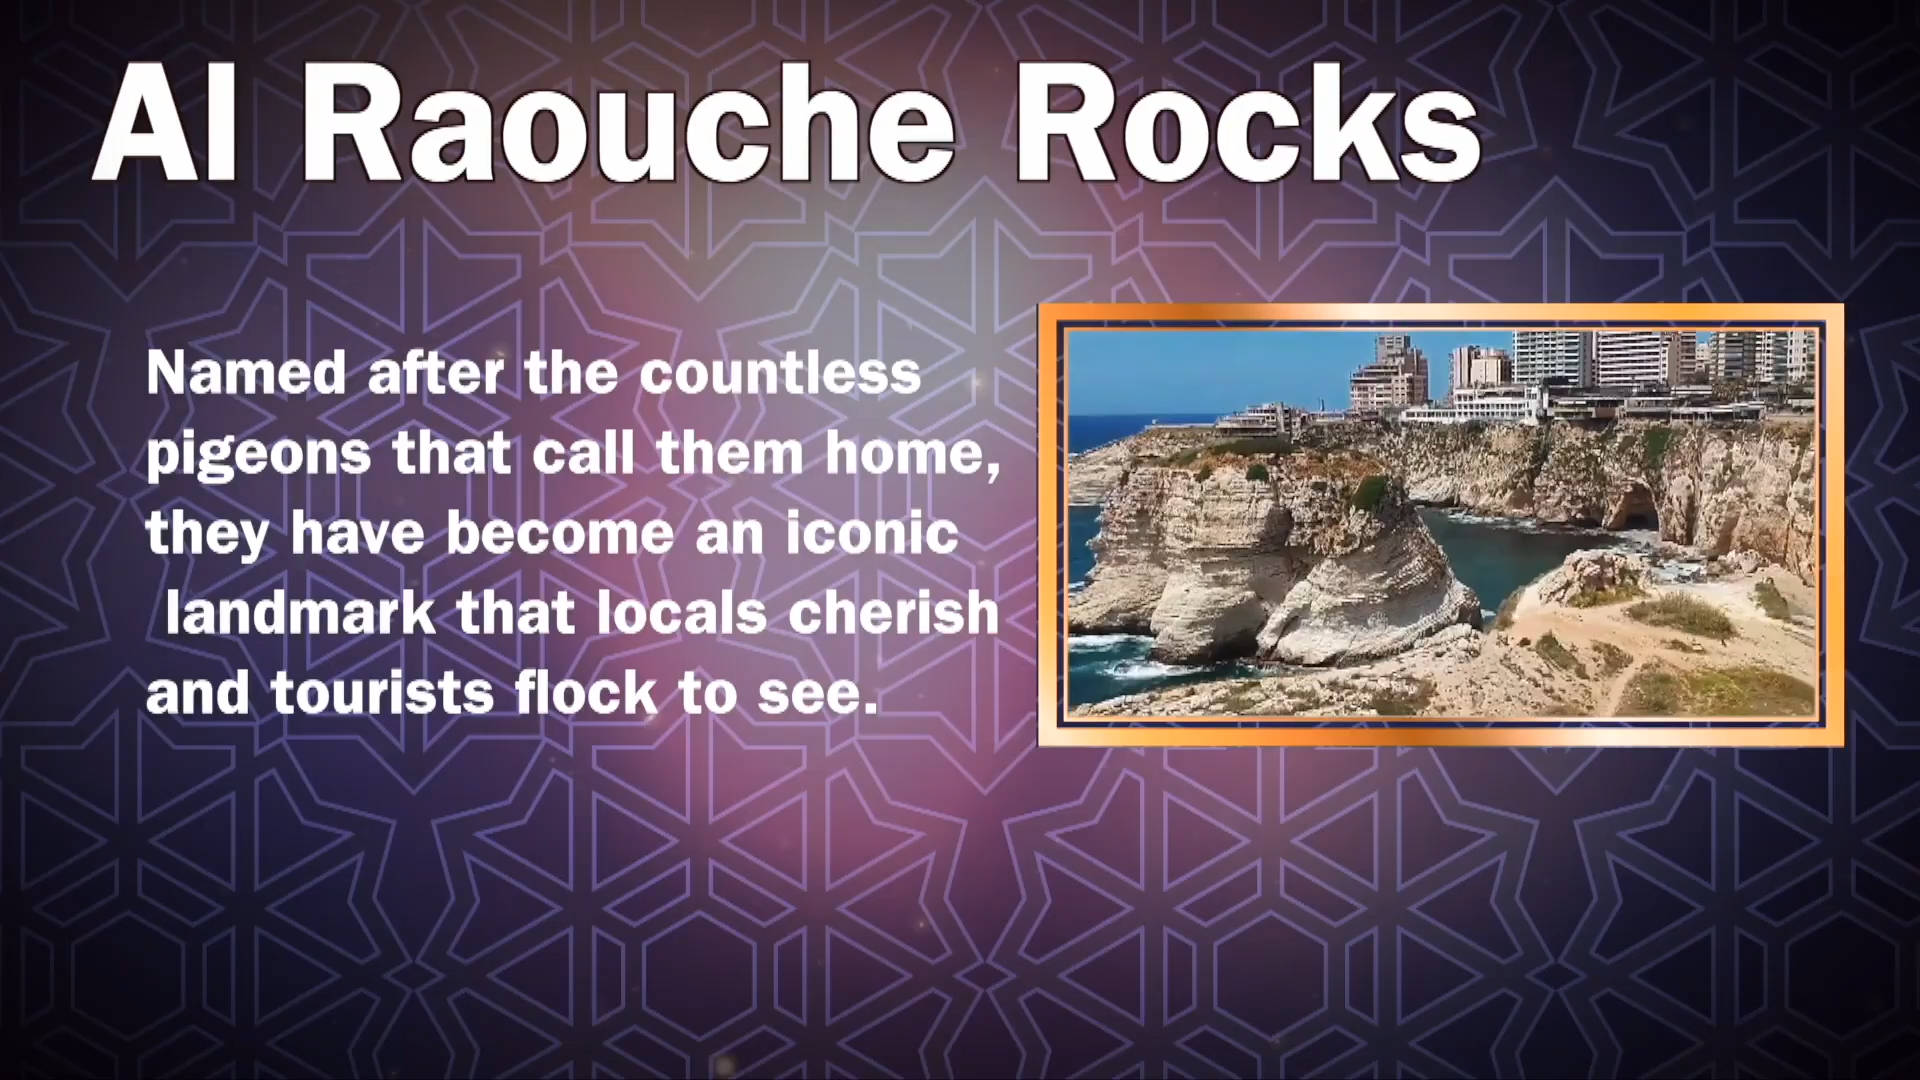 Al Raouche Rocks
Named after the countless
pigeons that call them home,
they have become an iconic
landmark that locals cherish
and tourists flock to see.